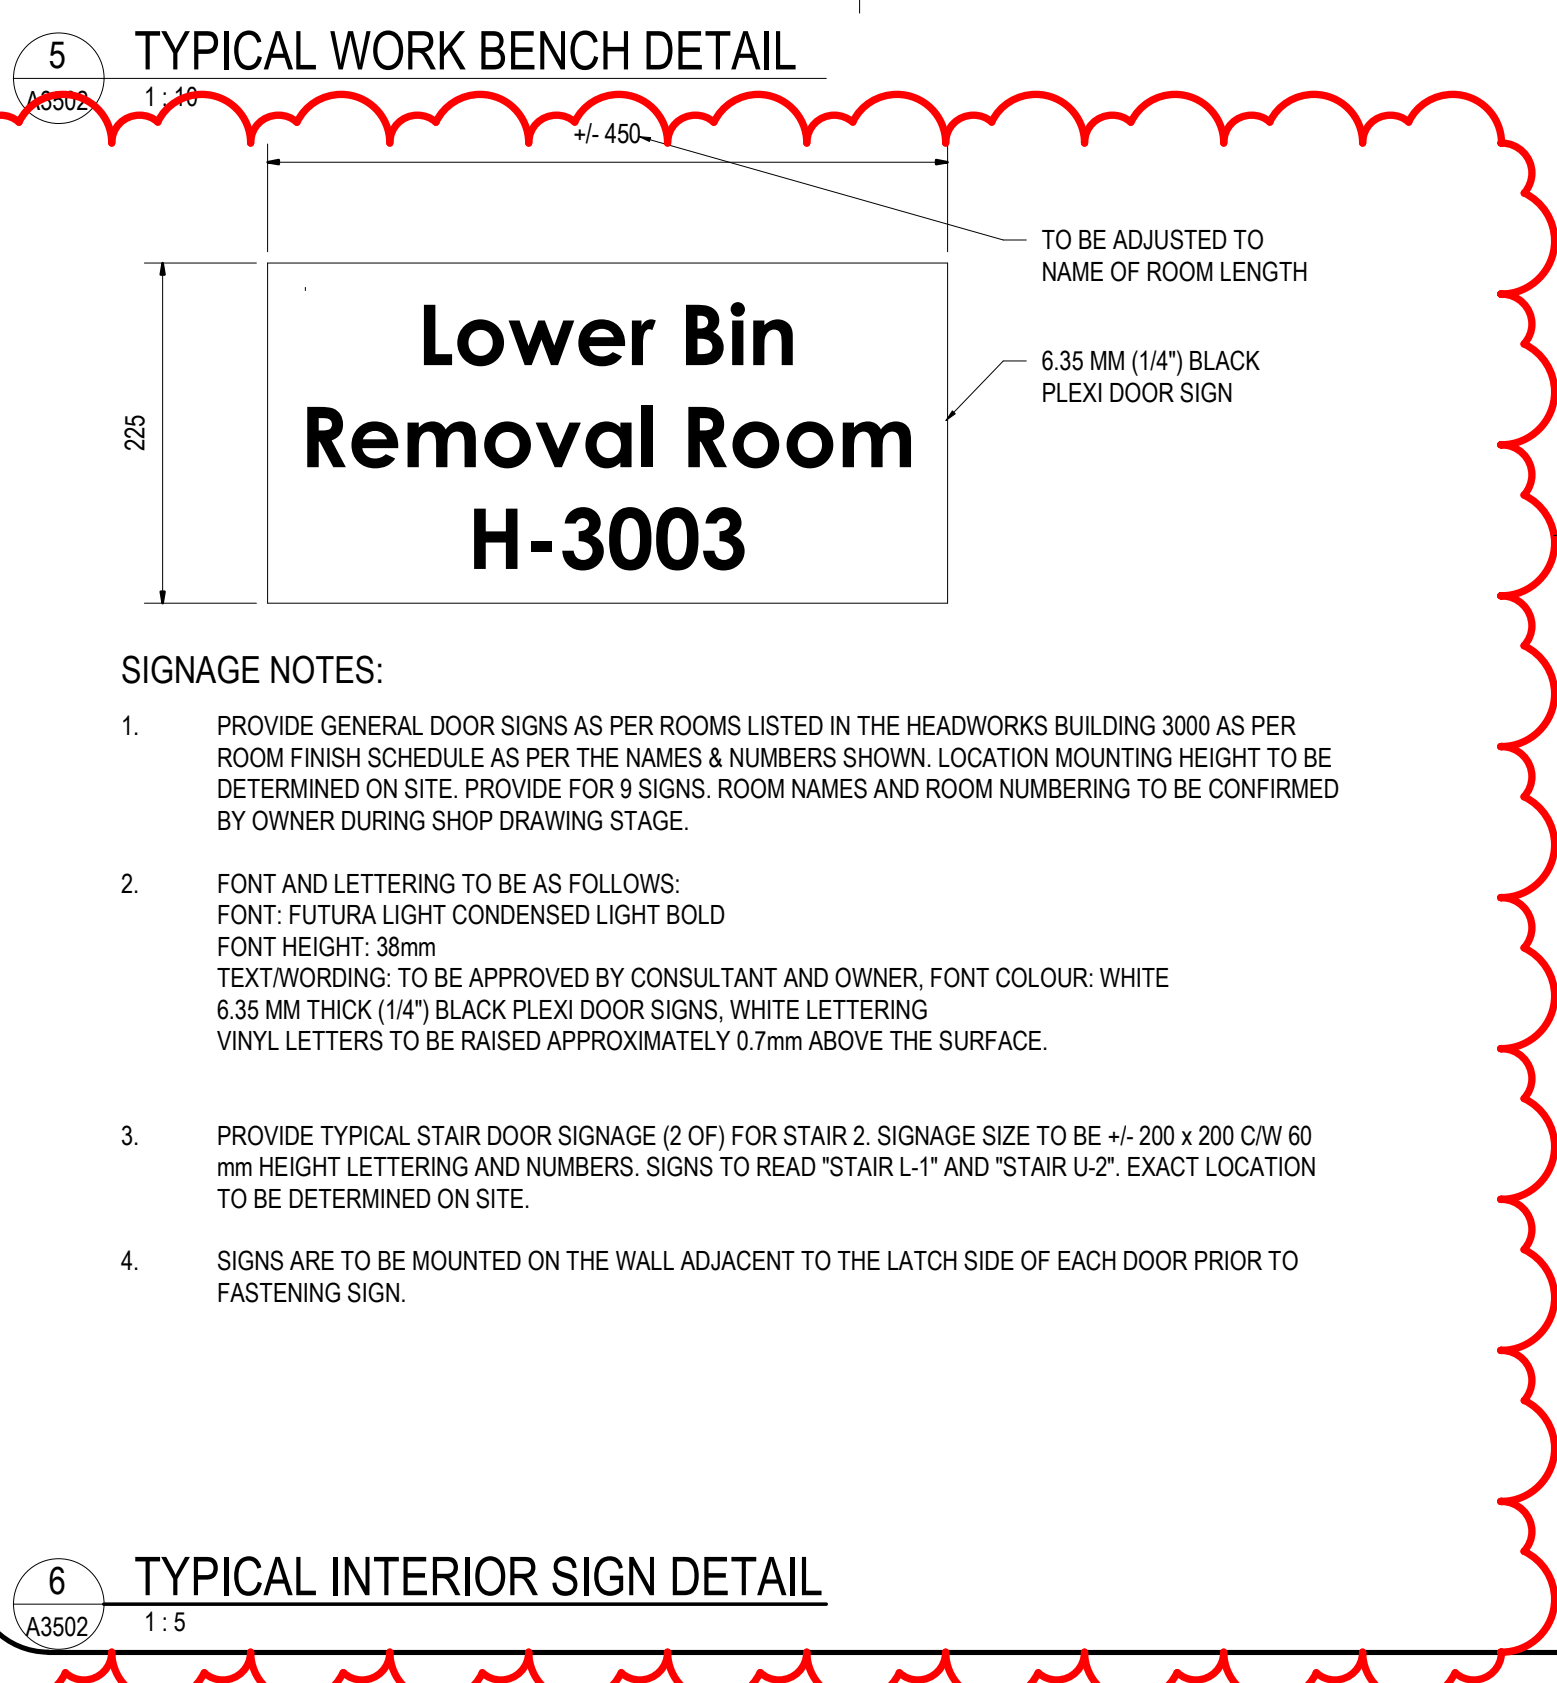 5
TYPICAL WORK BENCH DETAIL
A3502
1 : 10
+/- 450
TO BE ADJUSTED TO
NAME OF ROOM LENGTH
Lower Bin
Removal Room
H-3003
6.35 MM (1/4") BLACK
PLEXI DOOR SIGN
225
SIGNAGE NOTES:
1. PROVIDE GENERAL DOOR SIGNS AS PER ROOMS LISTED IN THE HEADWORKS BUILDING 3000 AS PER
ROOM FINISH SCHEDULE AS PER THE NAMES & NUMBERS SHOWN. LOCATION MOUNTING HEIGHT TO BE
DETERMINED ON SITE. PROVIDE FOR 9 SIGNS. ROOM NAMES AND ROOM NUMBERING TO BE CONFIRMED
BY OWNER DURING SHOP DRAWING STAGE.
2. FONT AND LETTERING TO BE AS FOLLOWS:
FONT: FUTURA LIGHT CONDENSED LIGHT BOLD
FONT HEIGHT: 38mm
TEXT/WORDING: TO BE APPROVED BY CONSULTANT AND OWNER, FONT COLOUR: WHITE
6.35 MM THICK (1/4") BLACK PLEXI DOOR SIGNS, WHITE LETTERING
VINYL LETTERS TO BE RAISED APPROXIMATELY 0.7mm ABOVE THE SURFACE.
3. PROVIDE TYPICAL STAIR DOOR SIGNAGE (2 OF) FOR STAIR 2. SIGNAGE SIZE TO BE +/- 200 x 200 C/W 60
mm HEIGHT LETTERING AND NUMBERS. SIGNS TO READ "STAIR L-1" AND "STAIR U-2". EXACT LOCATION
TO BE DETERMINED ON SITE.
4. SIGNS ARE TO BE MOUNTED ON THE WALL ADJACENT TO THE LATCH SIDE OF EACH DOOR PRIOR TO
FASTENING SIGN.
6
TYPICAL INTERIOR SIGN DETAIL
A3502
1 : 5